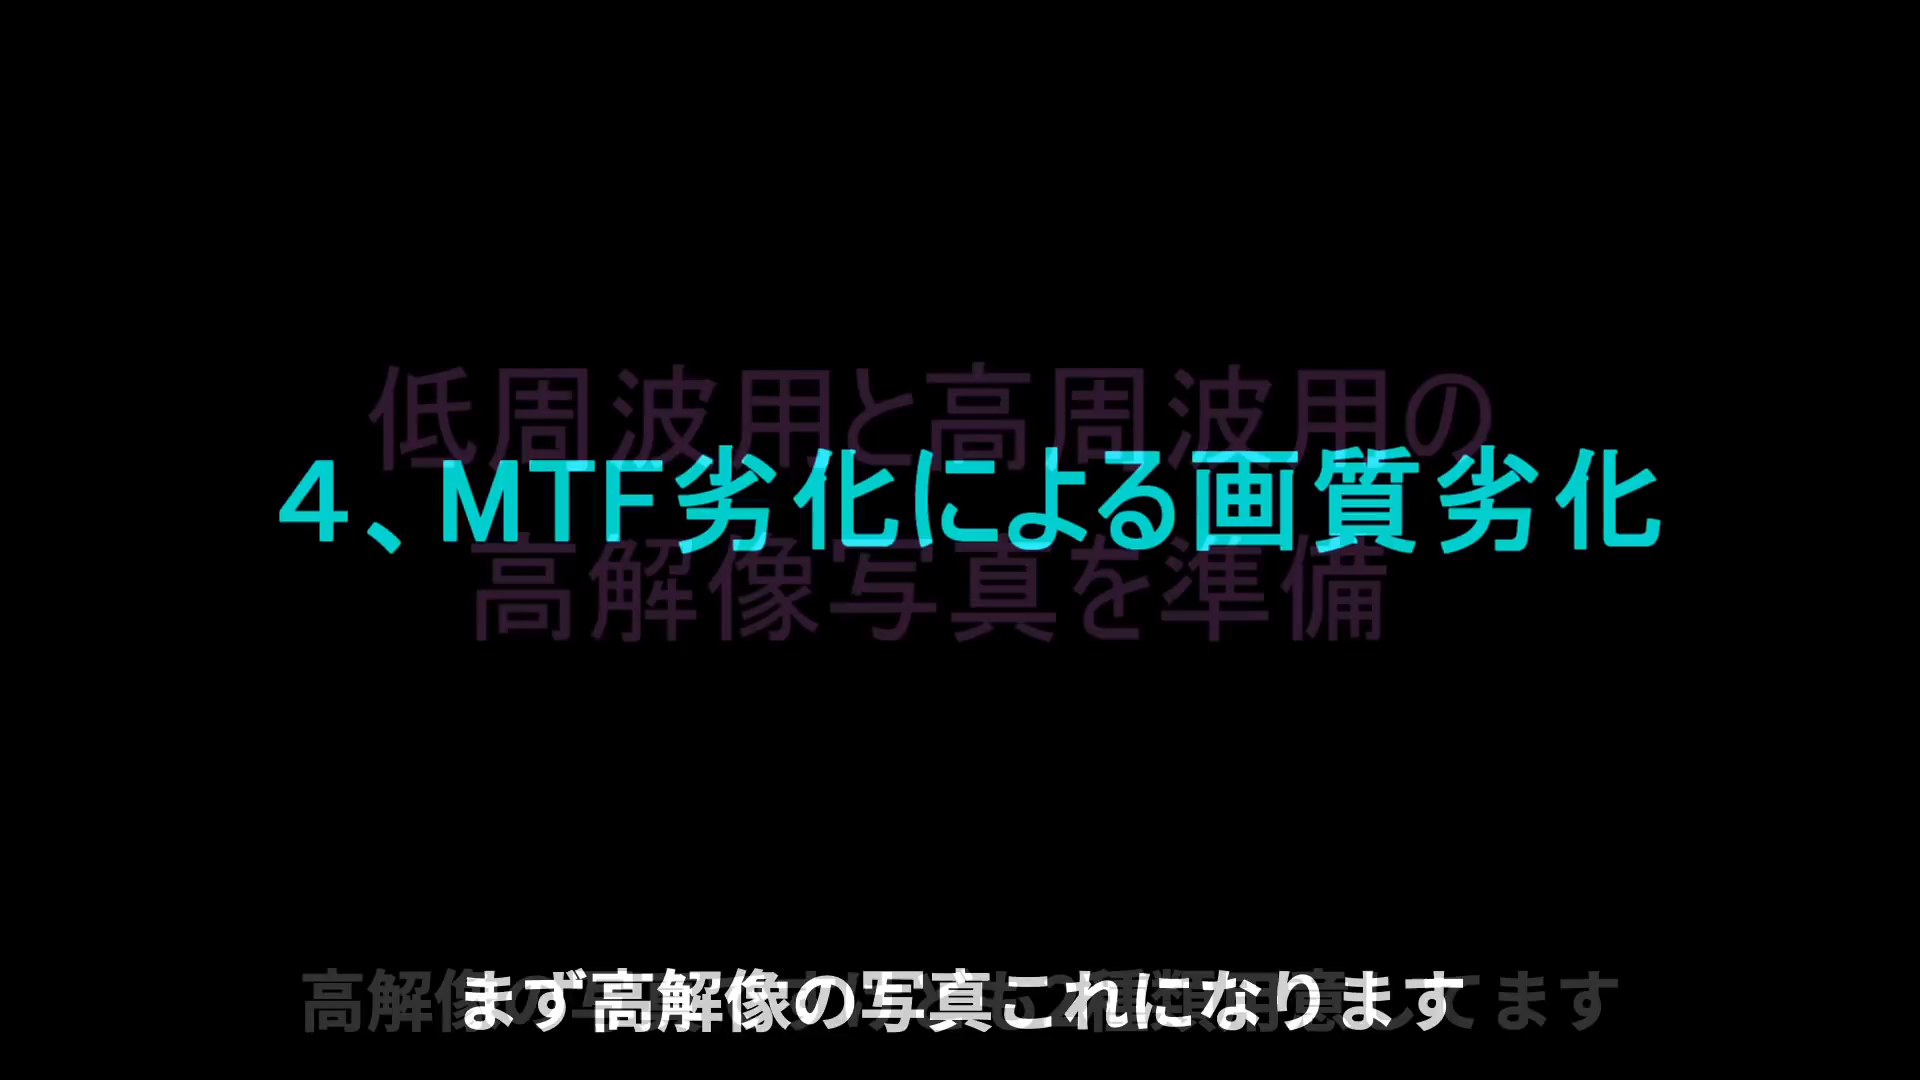 低周波用と高周波用の
4、MTF劣化による画質劣化
高解像写真を準備
まず高解像の写真これになります